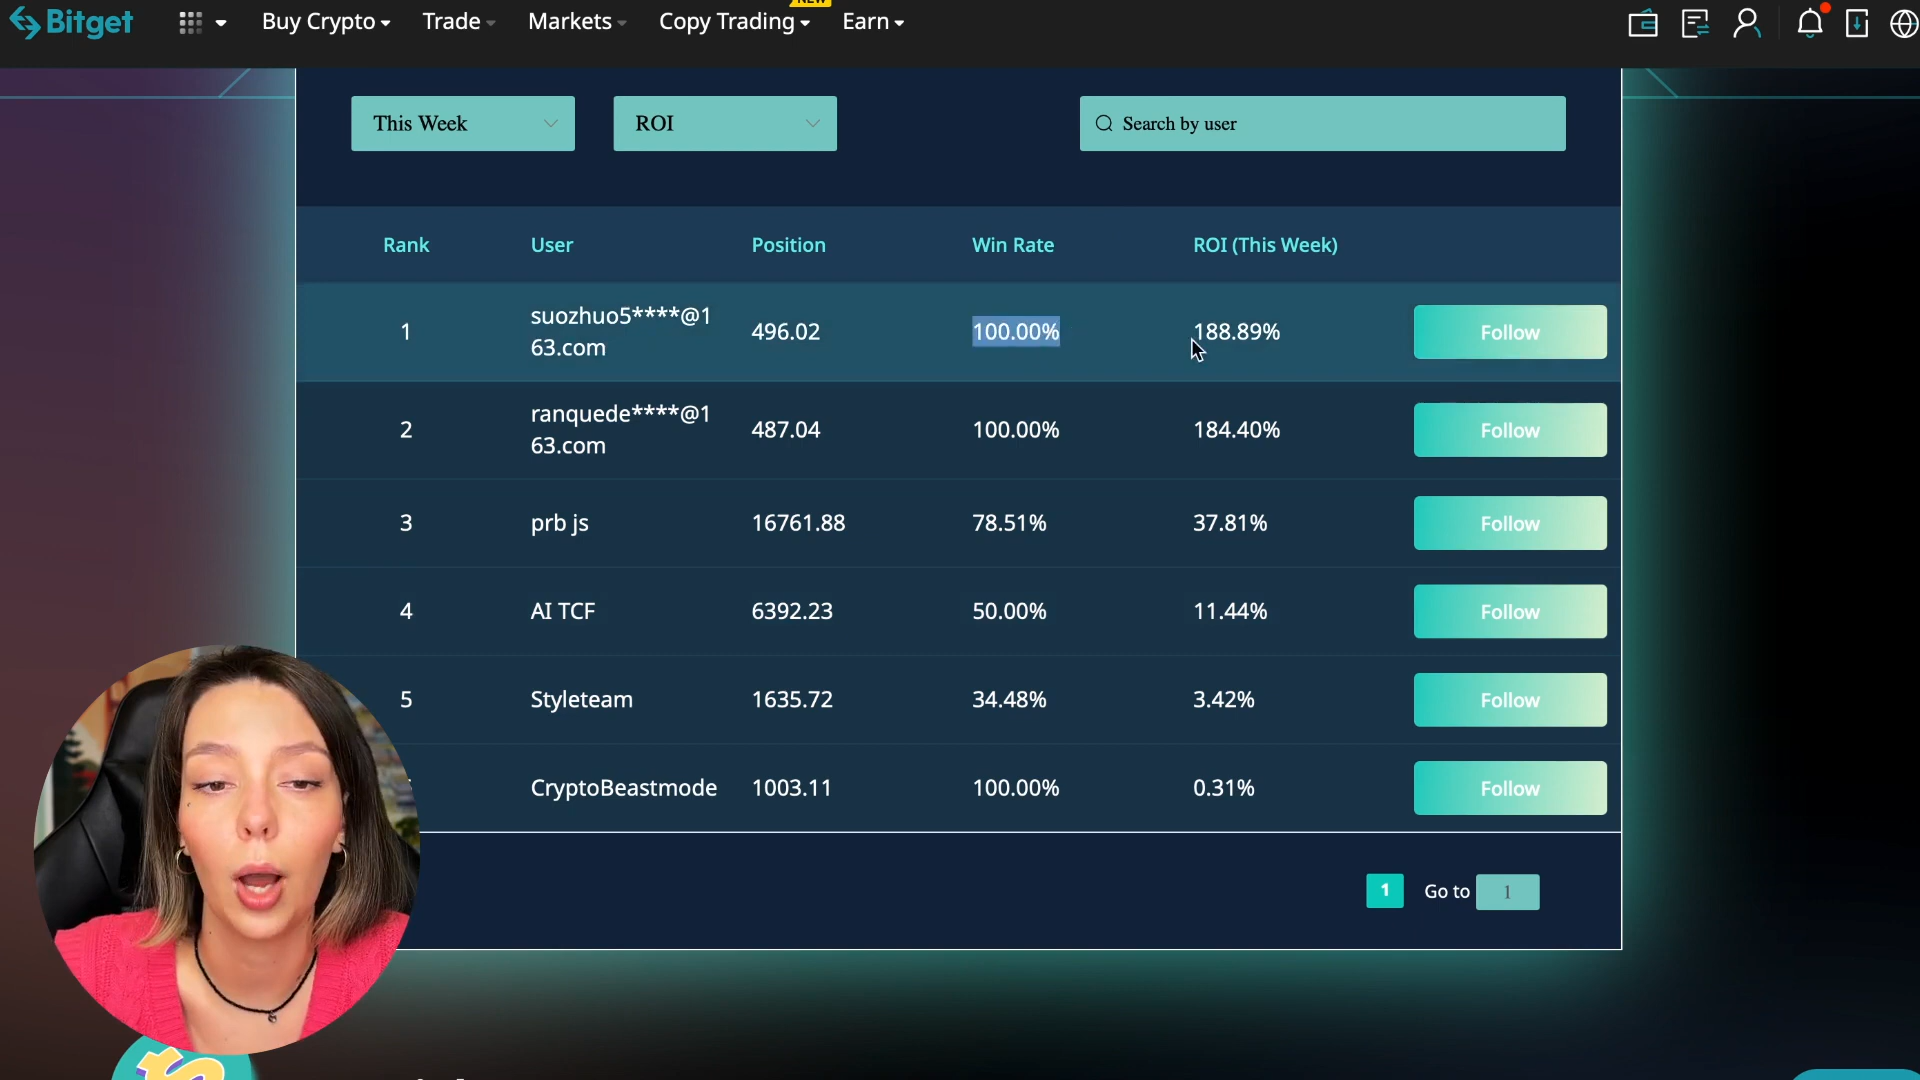 Bitget
Buy Crypto
Trade
Markets
Copy Trading
NEW
Earn
This Week
ROI
Search by user
Rank User Position Win Rate ROI (This Week)
1 suozhuo5****@1 496.02 100.00% 188.89% Follow
63.com
2 ranquede****@1 487.04 100.00% 184.40% Follow
63.com
3 prb js 16761.88 78.51% 37.81% Follow
4 AI TCF 6392.23 50.00% 11.44% Follow
5 Styleteam 1635.72 34.48% 3.42% Follow
CryptoBeastmode 1003.11 100.00% 0.31% Follow
1 Go to 1